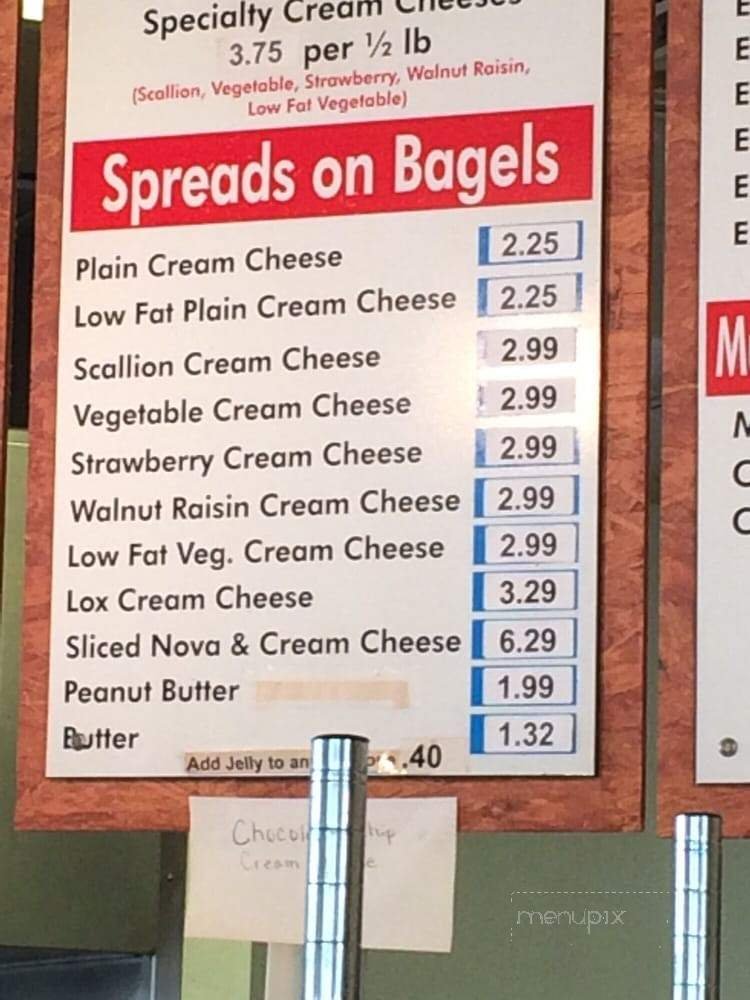 Specialty Cream Cheeses
3.75 per ½ lb
(Scallion, Vegetable, Strawberry, Walnut Raisin,
Low Fat Vegetable)
Spreads on Bagels
Plain Cream Cheese 2.25
Low Fat Plain Cream Cheese 2.25
Scallion Cream Cheese 2.99
Vegetable Cream Cheese 2.99
Strawberry Cream Cheese 2.99
Walnut Raisin Cream Cheese 2.99
Low Fat Veg. Cream Cheese 2.99
Lox Cream Cheese 3.29
Sliced Nova & Cream Cheese 6.29
Peanut Butter 1.99
Butter 1.32
Add Jelly to .40
Cream
E
E
E
E
E
E
M
menupix